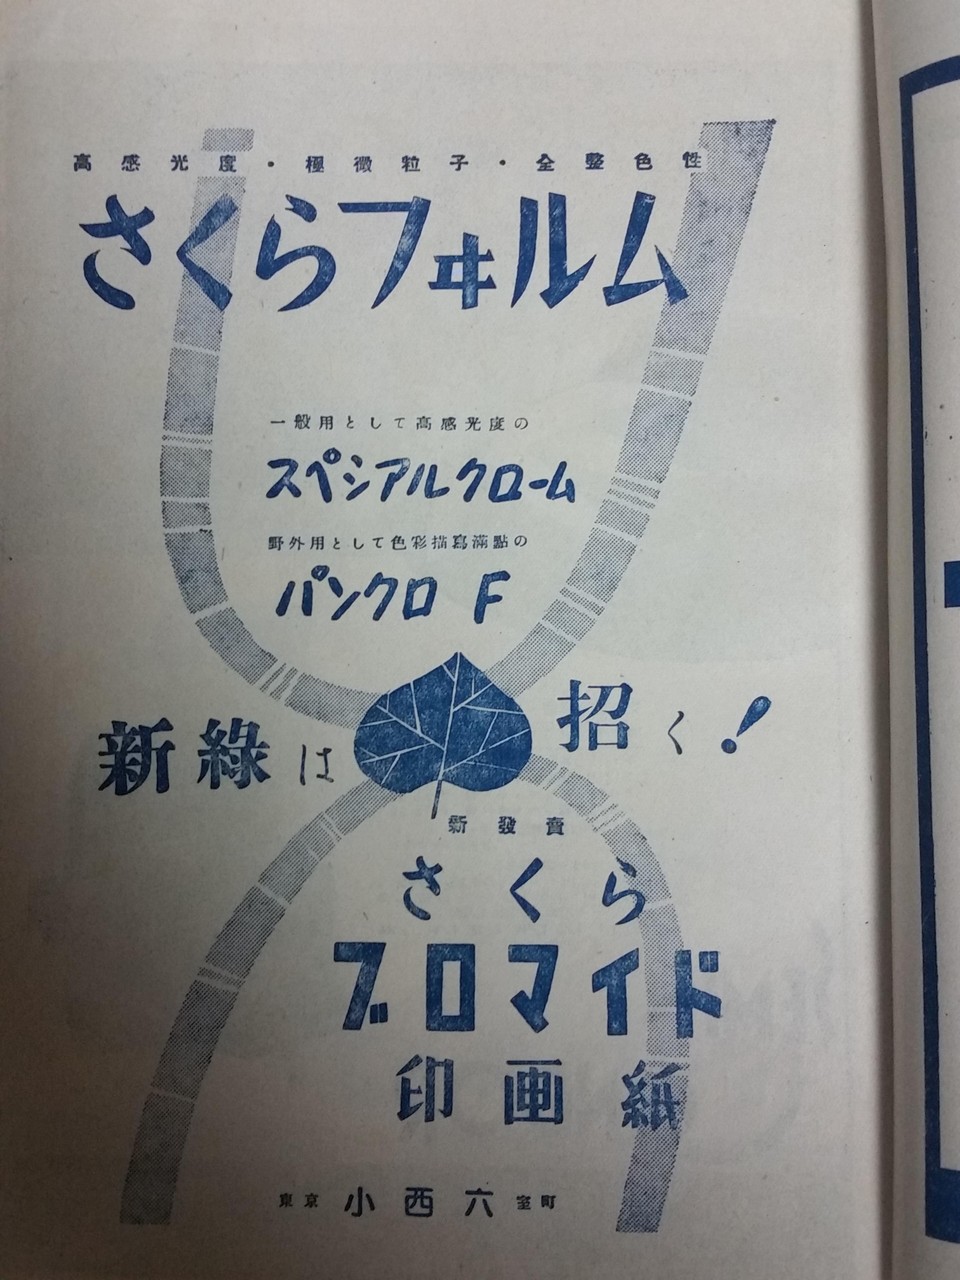 高感光度・極微粒子・全整色性
さくらフヰルム
一般用として高感光度の
スペシアルクローム
野外用として色彩描寫滿點の
パンクロ F
新綠は招く!
新發賣
さくら
ブロマイド
印画紙
東京 小西六 室町